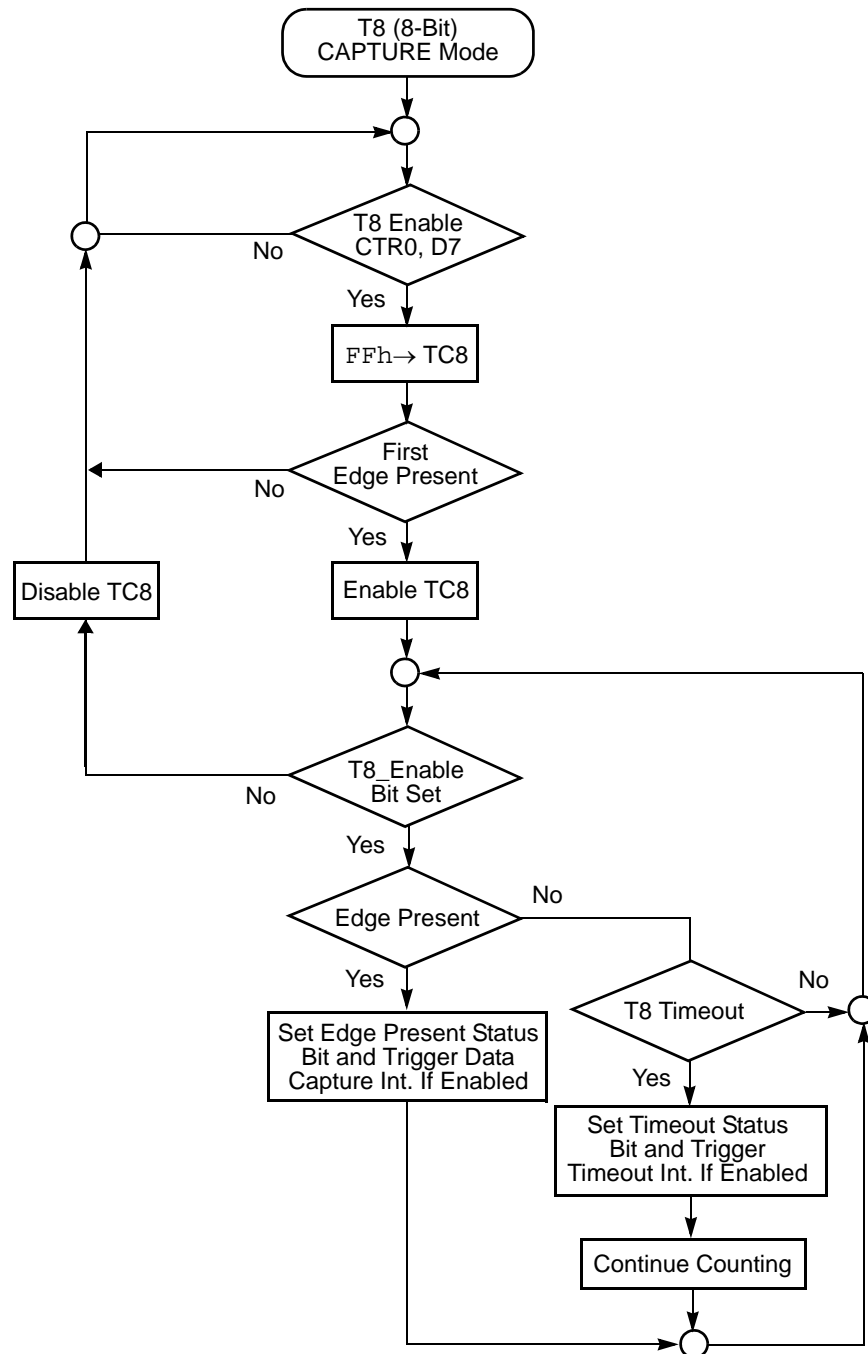 T8 (8-Bit)
CAPTURE Mode
T8 Enable
CTR0, D7
No
Yes
FFh→ TC8
First
Edge Present
No
Yes
Disable TC8
Enable TC8
T8_Enable
Bit Set
No
Yes
Edge Present
No
Yes
T8 Timeout
No
Set Edge Present Status
Bit and Trigger Data
Capture Int. If Enabled
Yes
Set Timeout Status
Bit and Trigger
Timeout Int. If Enabled
Continue Counting